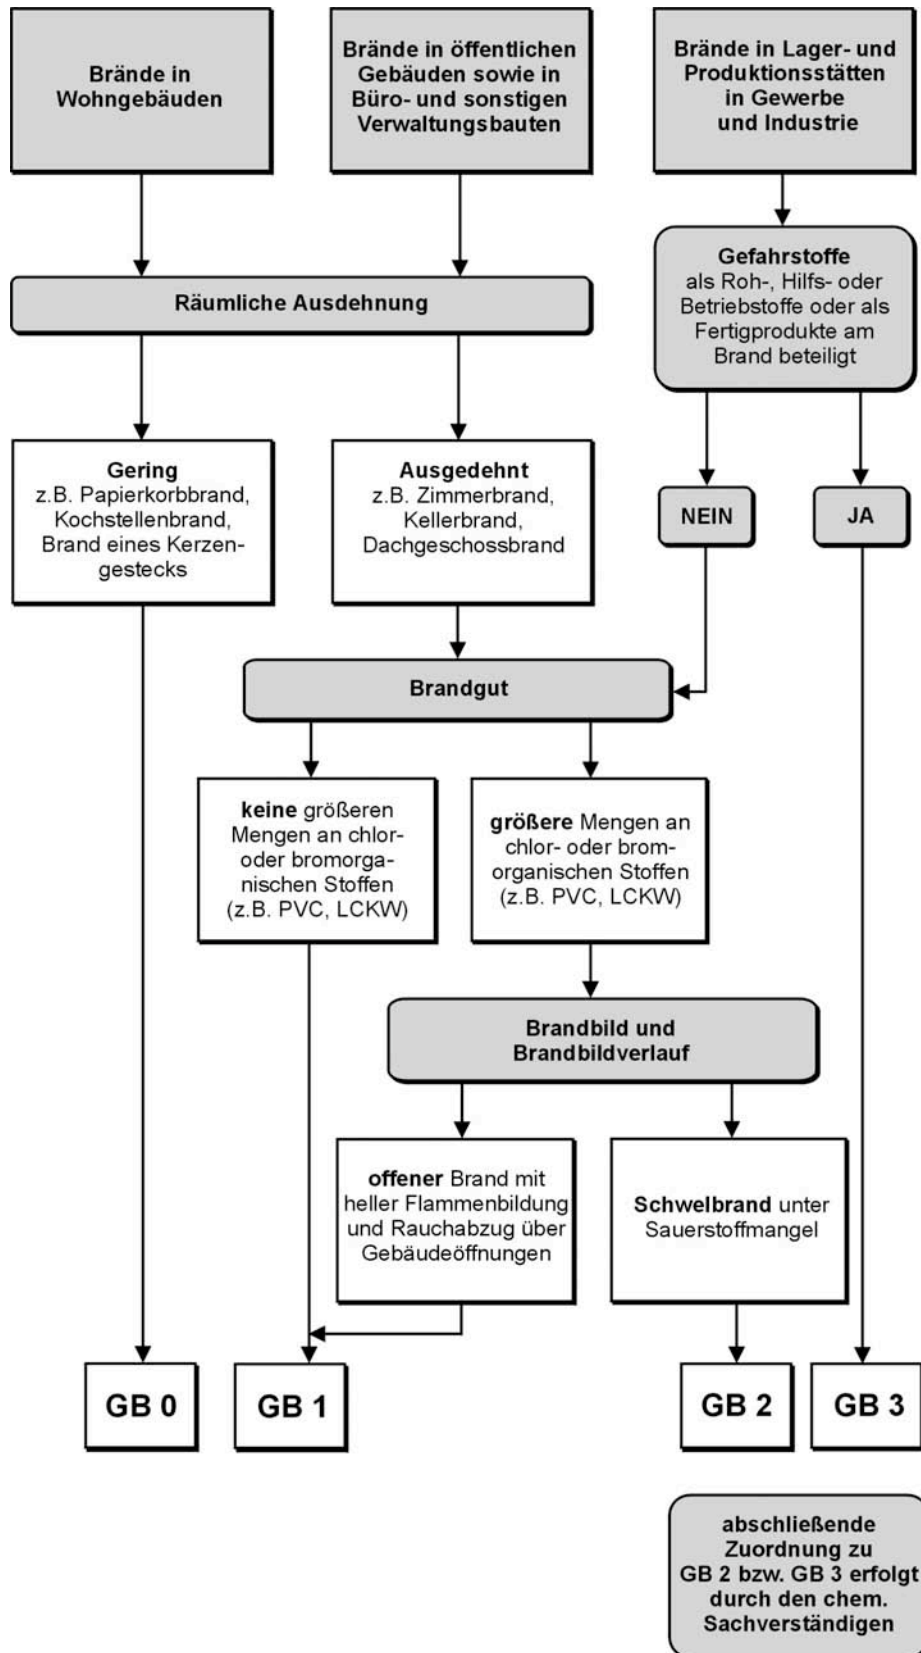 Brände in
Wohngebäuden
Brände in öffentlichen
Gebäuden sowie in
Büro- und sonstigen
Verwaltungsbauten
Brände in Lager- und
Produktionsstätten
in Gewerbe
und Industrie
Räumliche Ausdehnung
Gefahrstoffe
als Roh-, Hilfs- oder
Betriebstoffe oder als
Fertigprodukte am
Brand beteiligt
Gering
z.B. Papierkorbbrand,
Kochstellenbrand,
Brand eines Kerzen-
gestecks
Ausgedehnt
z.B. Zimmerbrand,
Kellerbrand,
Dachgeschossbrand
NEIN
JA
Brandgut
keine größeren
Mengen an chlor-
oder bromorga-
nischen Stoffen
(z.B. PVC, LCKW)
größere Mengen an
chlor- oder brom-
organischen Stoffen
(z.B. PVC, LCKW)
Brandbild und
Brandbildverlauf
offener Brand mit
heller Flammenbildung
und Rauchabzug über
Gebäudeöffnungen
Schwelbrand unter
Sauerstoffmangel
GB 0
GB 1
GB 2
GB 3
abschließende
Zuordnung zu
GB 2 bzw. GB 3 erfolgt
durch den chem.
Sachverständigen